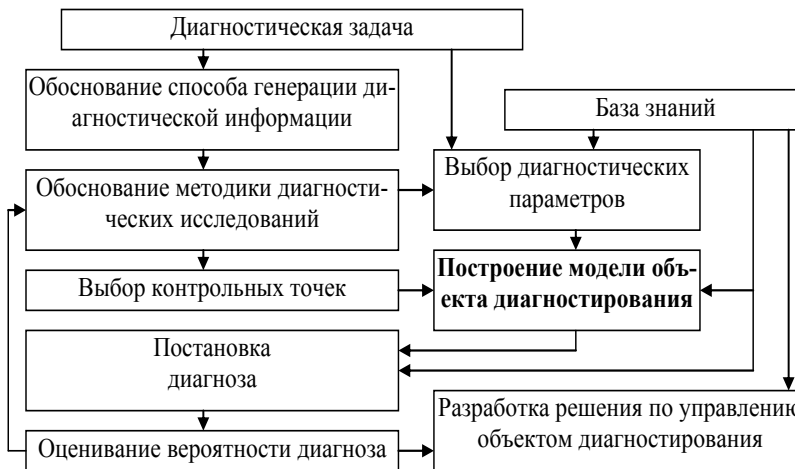 Диагностическая задача
Обоснование способа генерации ди-
агностической информации
База знаний
Обоснование методики диагности-
ческих исследований
Выбор диагностических
параметров
Выбор контрольных точек
Построение модели объ-
екта диагностирования
Постановка
диагноза
Оценивание вероятности диагноза
Разработка решения по управлению
объектом диагностирования